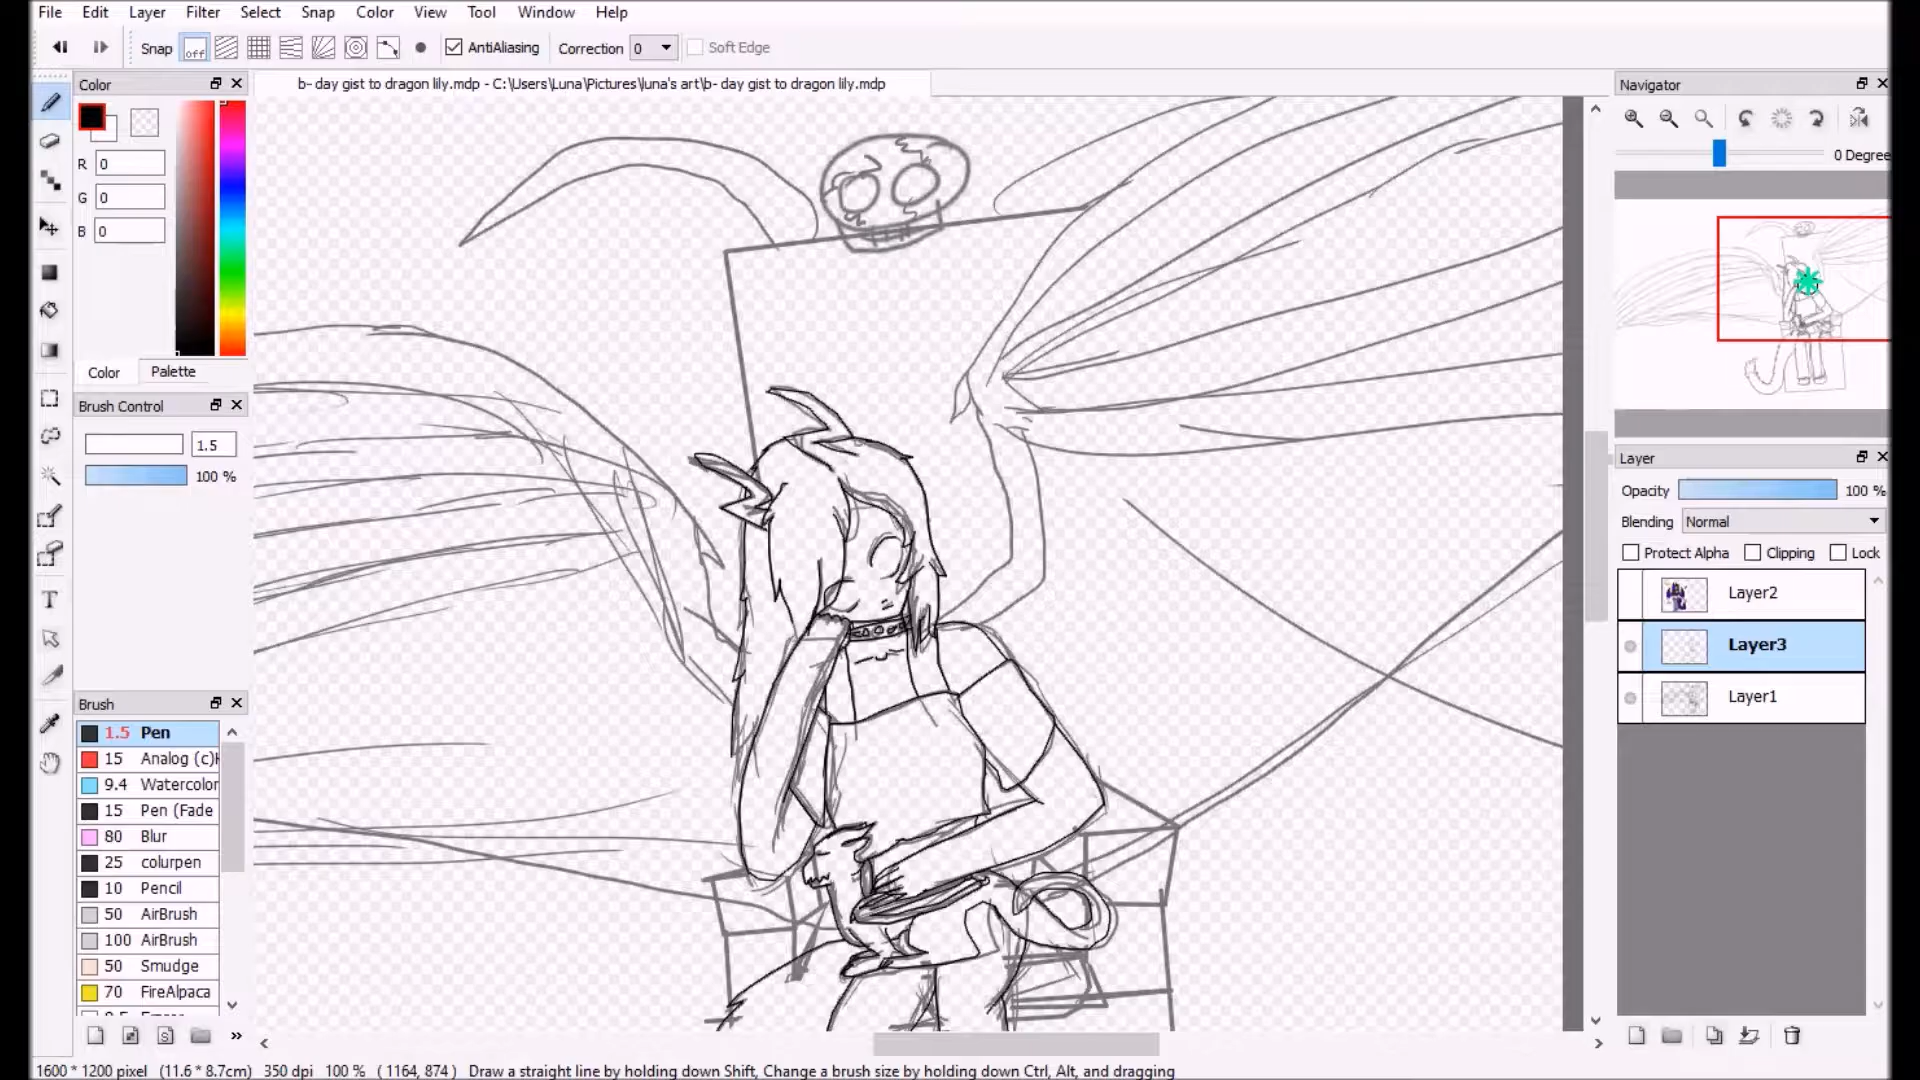 File Edit Layer Filter Select Snap Color View Tool Window Help
Snap off AntiAliasing Correction 0 Soft Edge
Color
b- day gist to dragon lily.mdp - C:\Users\Luna\Pictures\luna's art\b- day gist to dragon lily.mdp
Navigator
R 0
G 0
B 0
0 Degree
Color Palette
Brush Control
1.5
100 %
Layer
Opacity 100 %
Blending Normal
Protect Alpha Clipping Lock
Layer2
Layer3
Layer1
Brush
1.5 Pen
15 Analog (c)
9.4 Watercolor
15 Pen (Fade
80 Blur
25 colurpen
10 Pencil
50 AirBrush
100 AirBrush
50 Smudge
70 FireAlpaca
1600 * 1200 pixel (11.6 * 8.7cm) 350 dpi 100 % ( 1164, 874 ) Draw a straight line by holding down Shift, Change a brush size by holding down Ctrl, Alt, and dragging